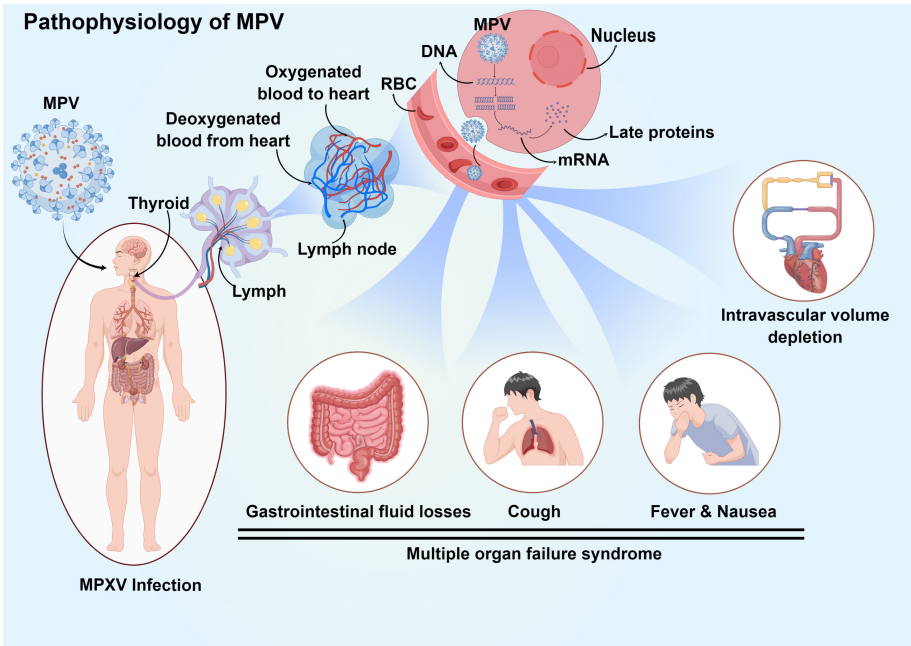 Pathophysiology of MPV
MPV
Thyroid
Lymph
Deoxygenated
blood from heart
Oxygenated
blood to heart
Lymph node
RBC
DNA
MPV
Nucleus
Late proteins
mRNA
Intravascular volume
depletion
Gastrointestinal fluid losses
Cough
Fever & Nausea
Multiple organ failure syndrome
MPXV Infection